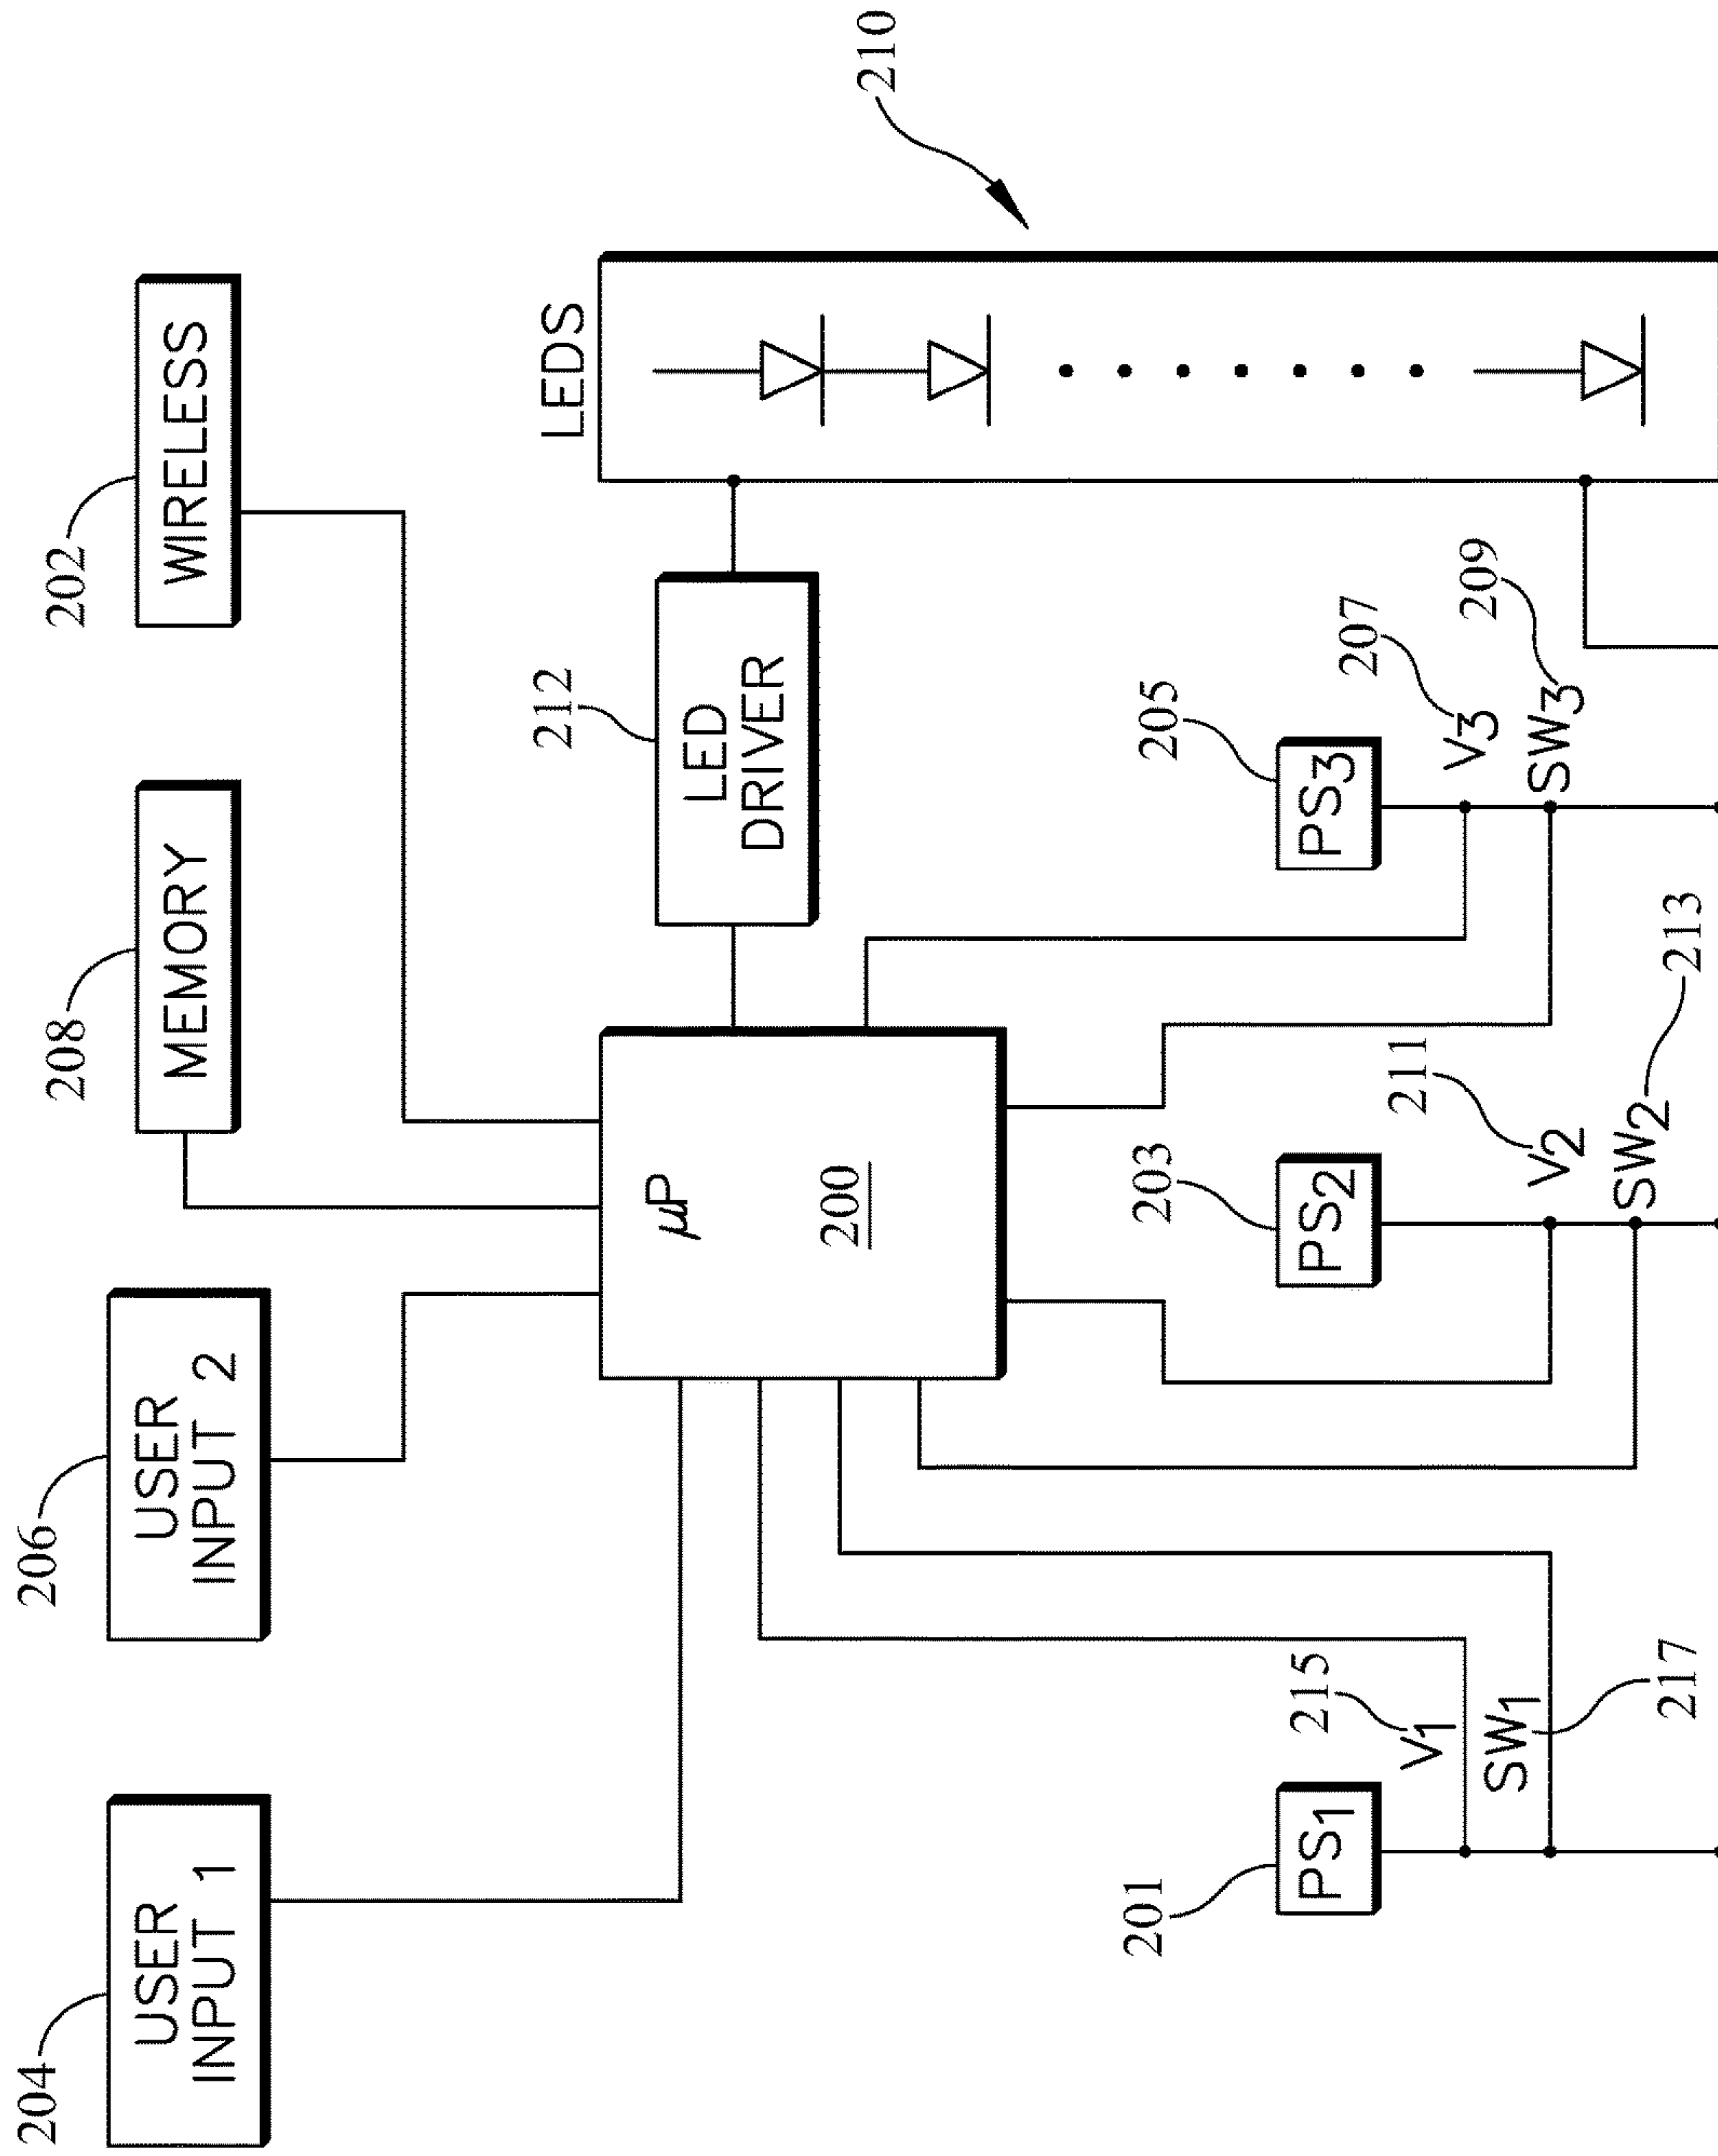 204
206
208
202
USER
INPUT 1
USER
INPUT 2
MEMORY
WIRELESS
212
LEDS
210
LED
DRIVER
µP
200
201
203
205
PS1
PS2
PS3
215
V1
SW1
217
211
V2
SW2
213
207
V3
SW3
209